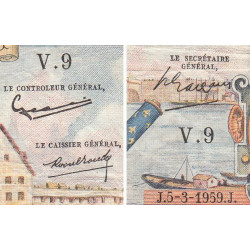 V.9
LE CONTROLEUR GÉNÉRAL,
LE CAISSIER GÉNÉRAL,
LE SECRÉTAIRE
GÉNÉRAL,
V.9
J.5-3-1959.J.